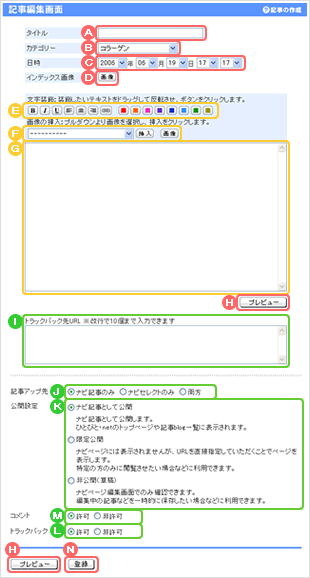 記事編集画面 ?記事の作成
タイトル A
カテゴリー B コラーゲン
日時 C 2006 年 06 月 19 日 17 17
インデックス画像 D 画像
文字装飾：装飾したいテキストをドラッグして反転させ、ボタンをクリックします。
E B I U
画像の挿入：プルダウンより画像を選択し、挿入をクリックします。
F ---------- 挿入 画像
G
H プレビュー
I トラックバック先URL ※改行で10個まで入力できます
記事アップ先 J ナビ記事のみ ナビセレクトのみ 両方
公開設定 K ナビ記事として公開
ナビ記事として公開します。
ひとびと・netのトップページや記事blog一覧に表示されます。
限定公開
ナビページには表示されませんが、URLを直接指定していただくことでページを
表示します。
特定の方のみに閲覧させたい場合などに利用できます。
非公開(草稿)
ナビページ編集画面でのみ確認できます。
編集中の記事などを一時的に保存したい場合などに利用できます。
コメント M 許可 非許可
トラックバック L 許可 非許可
H プレビュー N 登録